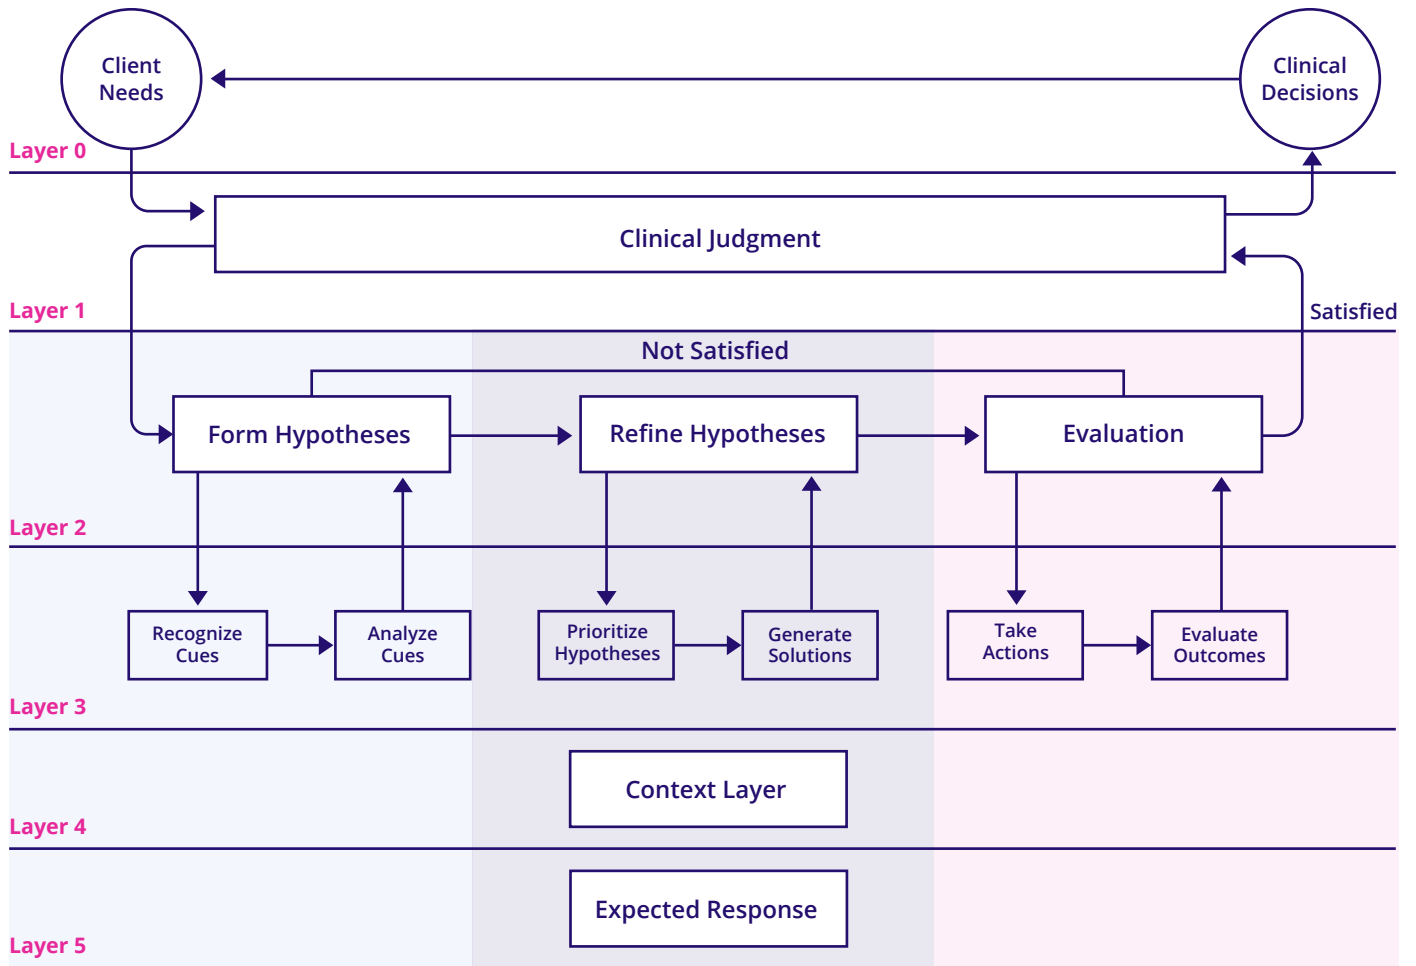 Client
Needs
Clinical
Decisions
Layer 0
Clinical Judgment
Layer 1
Satisfied
Not Satisfied
Form Hypotheses
Refine Hypotheses
Evaluation
Layer 2
Recognize
Cues
Analyze
Cues
Prioritize
Hypotheses
Generate
Solutions
Take
Actions
Evaluate
Outcomes
Layer 3
Context Layer
Layer 4
Expected Response
Layer 5